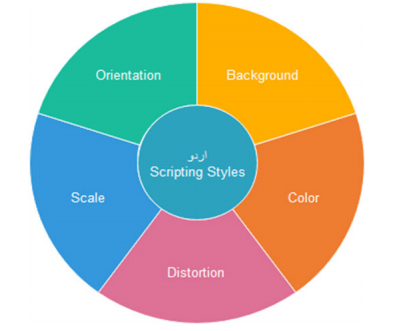 Orientation
Background
اردو
Scripting Styles
Scale
Color
Distortion